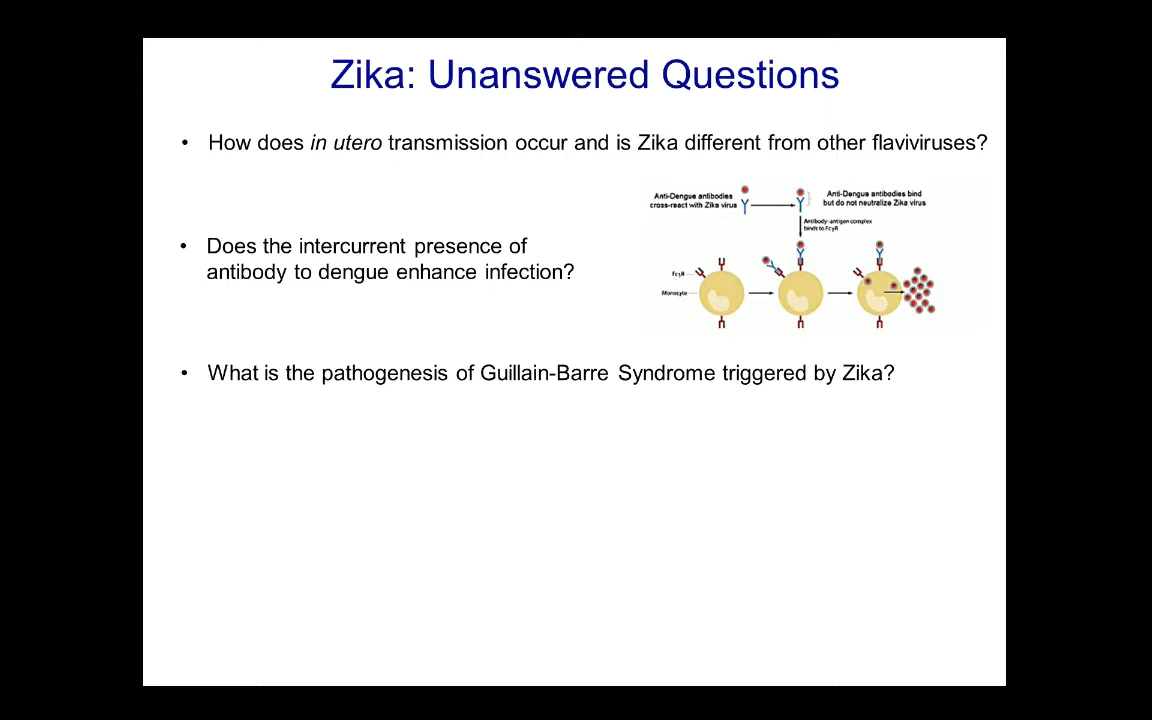 Zika: Unanswered Questions
• How does in utero transmission occur and is Zika different from other flaviviruses?
Anti-Dengue antibodies
cross-react with Zika virus
Anti-Dengue antibodies bind
but do not neutralize Zika virus
Antibody-antigen complex
binds to FcγR
• Does the intercurrent presence of
antibody to dengue enhance infection?
FcγR
Monocyte
• What is the pathogenesis of Guillain-Barre Syndrome triggered by Zika?